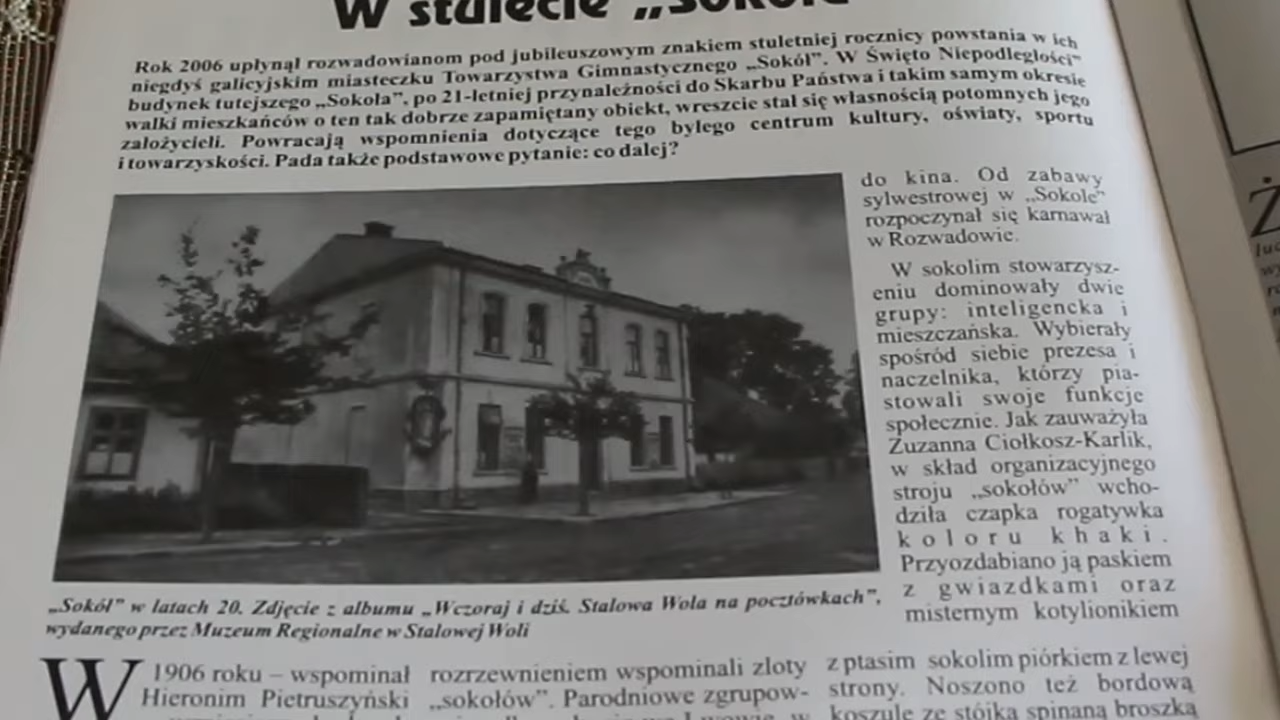 W stulecie „Sokoła”
Rok 2006 upłynął rozwadowianom pod jubileuszowym znakiem stuletniej rocznicy powstania w ich
niegdyś galicyjskim miasteczku Towarzystwa Gimnastycznego „Sokół”. W Święto Niepodległości”
budynek tutejszego „Sokoła”, po 21-letniej przynależności do Skarbu Państwa i takim samym okresie
walki mieszkańców o ten tak dobrze zapamiętany obiekt, wreszcie stał się własnością potomnych jego
założycieli. Powracają wspomnienia dotyczące tego byłego centrum kultury, oświaty, sportu
i towarzyskości. Pada także podstawowe pytanie: co dalej?
do kina. Od zabawy
sylwestrowej w „Sokole”
rozpoczynał się karnawał
w Rozwadowie.
W sokolim stowarzysz-
eniu dominowały dwie
grupy: inteligencka i
mieszczańska. Wybierały
spośród siebie prezesa i
naczelnika, którzy pia-
stowali swoje funkcje
społecznie. Jak zauważyła
Zuzanna Ciołkosz-Karlik,
w skład organizacyjnego
stroju „sokołów” wcho-
dziła czapka rogatywka
koloru khaki.
Przyozdabiano ją paskiem
z gwiazdkami oraz
misternym kotylionikiem
„Sokół” w latach 20. Zdjęcie z albumu „Wczoraj i dziś. Stalowa Wola na pocztówkach”,
wydanego przez Muzeum Regionalne w Stalowej Woli
W 1906 roku – wspominał
Hieronim Pietruszyński
rozrzewnieniem wspominali zloty
„sokołów”. Parodniowe zgrupow-
z ptasim sokolim piórkiem z lewej
strony. Noszono też bordową
koszulę ze stójką spinaną broszką